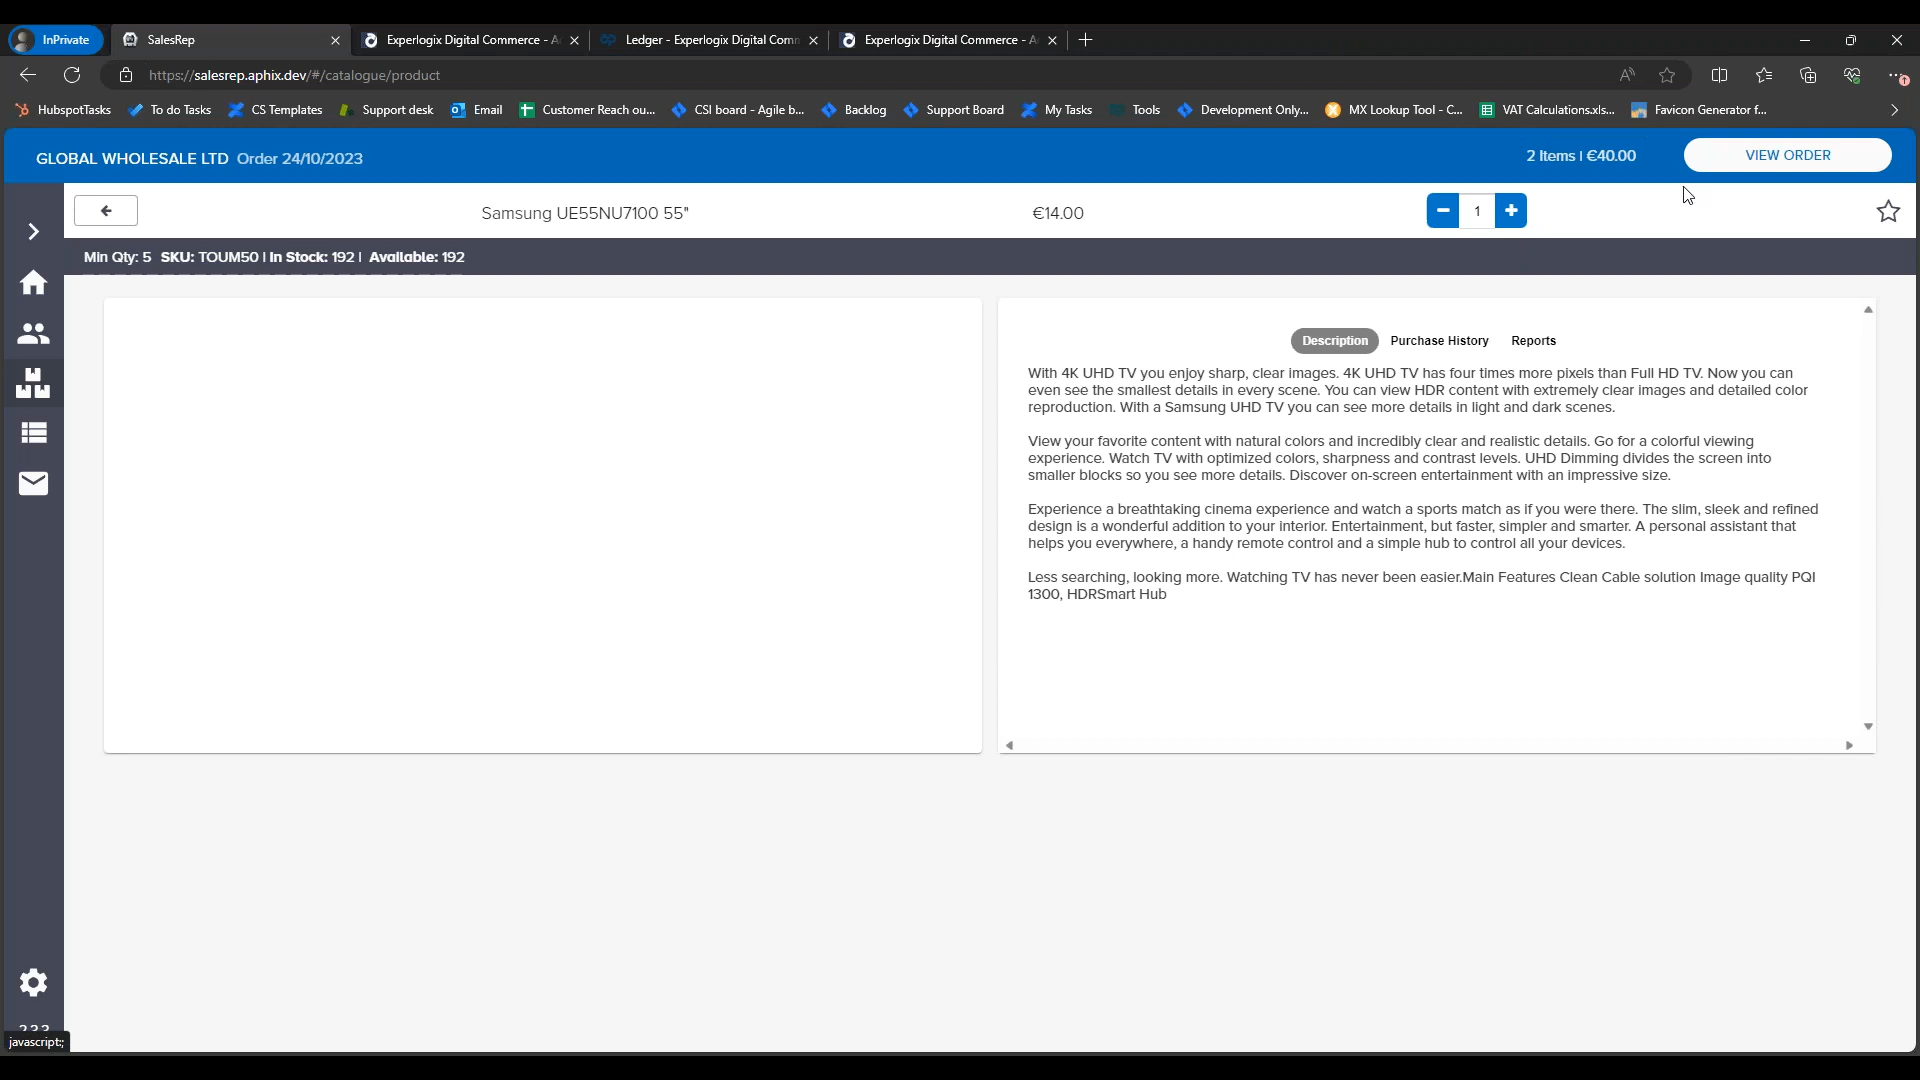 InPrivate
SalesRep
Experlogix Digital Commerce - A
Ledger - Experlogix Digital Com
Experlogix Digital Commerce - A
https://salesrep.aphix.dev/#/catalogue/product
HubspotTasks
To do Tasks
CS Templates
Support desk
Email
Customer Reach ou...
CSI board - Agile b...
Backlog
Support Board
My Tasks
Tools
Development Only...
MX Lookup Tool - C...
VAT Calculations.xls...
Favicon Generator f...
GLOBAL WHOLESALE LTD Order 24/10/2023
2 Items | €40.00
VIEW ORDER
Samsung UE55NU7100 55"
€14.00
1
Min Qty: 5 SKU: TOUM50 | In Stock: 192 | Available: 192
Description
Purchase History
Reports
With 4K UHD TV you enjoy sharp, clear images. 4K UHD TV has four times more pixels than Full HD TV. Now you can
even see the smallest details in every scene. You can view HDR content with extremely clear images and detailed color
reproduction. With a Samsung UHD TV you can see more details in light and dark scenes.
View your favorite content with natural colors and incredibly clear and realistic details. Go for a colorful viewing
experience. Watch TV with optimized colors, sharpness and contrast levels. UHD Dimming divides the screen into
smaller blocks so you see more details. Discover on-screen entertainment with an impressive size.
Experience a breathtaking cinema experience and watch a sports match as if you were there. The slim, sleek and refined
design is a wonderful addition to your interior. Entertainment, but faster, simpler and smarter. A personal assistant that
helps you everywhere, a handy remote control and a simple hub to control all your devices.
Less searching, looking more. Watching TV has never been easier.Main Features Clean Cable solution Image quality PQI
1300, HDRSmart Hub
javascript:;